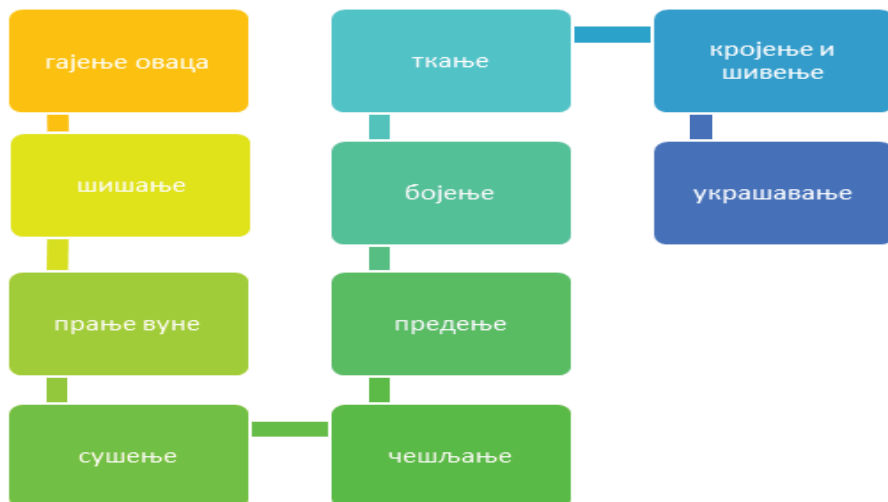 гајење оваца
шишање
прање вуне
сушење
чешљање
предење
бојење
ткање
кројење и
шивење
украшавање